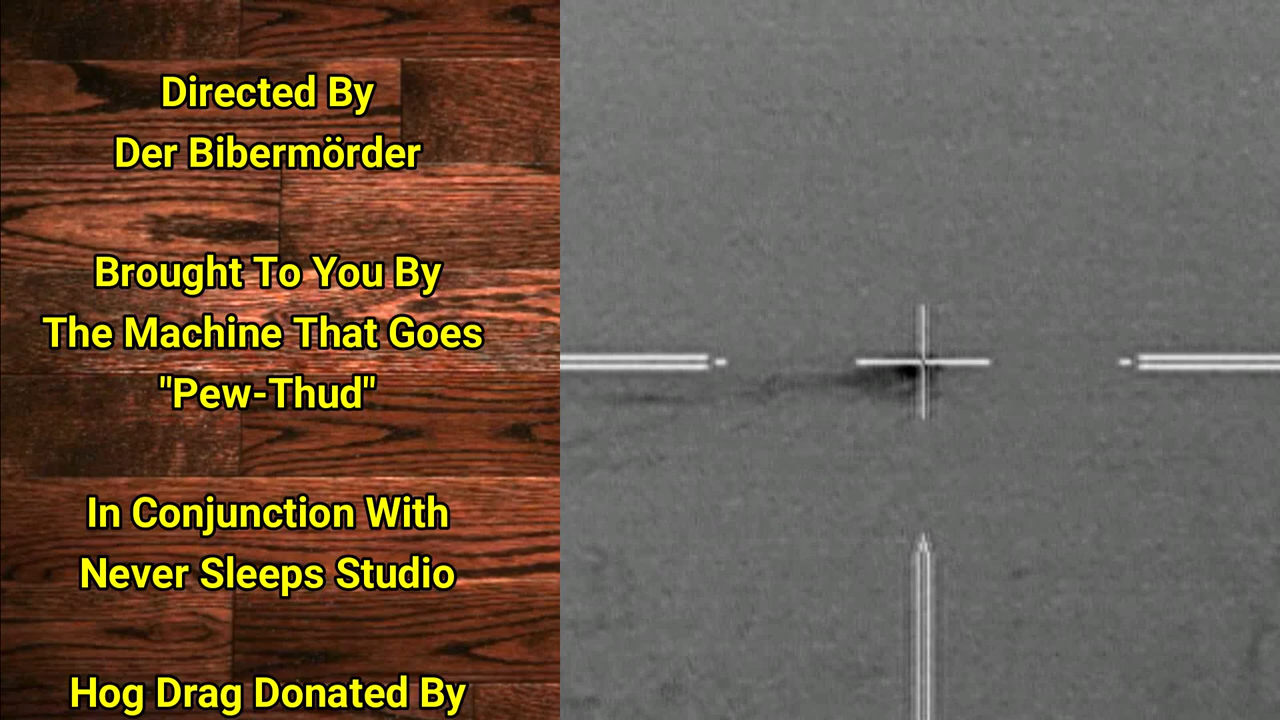 Directed By
Der Bibermörder
Brought To You By
The Machine That Goes
"Pew-Thud"
In Conjunction With
Never Sleeps Studio
Hog Drag Donated By